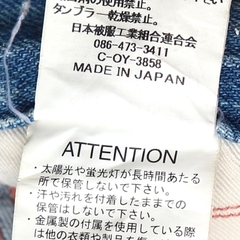 剤の使用禁止。
タンブラー乾燥禁止。
日本被服工業組合連合会
086-473-3411
C-OY-3858
MADE IN JAPAN
ATTENTION
・太陽光や蛍光灯が長時間あたる
所で保管しないで下さい。
・汗や汚れを付着したままでの
保管はしないで下さい。
・金属製の付属を使用している
は他の衣類や製品を傷